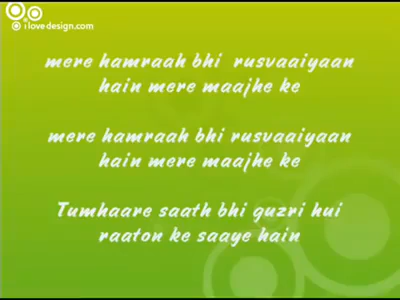 i love design.com
mere hamraah bhi rusvaaiyaan
hain mere maajhe ke
mere hamraah bhi rusvaaiyaan
hain mere maajhe ke
Tumhaare saath bhi guzri hui
raaton ke saaye hain